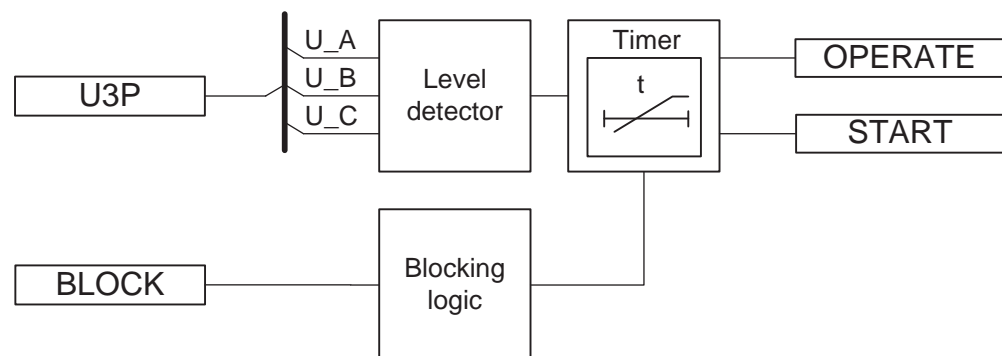 U_A
Timer
OPERATE
U3P
U_B
Level
detector
t
U_C
START
BLOCK
Blocking
logic